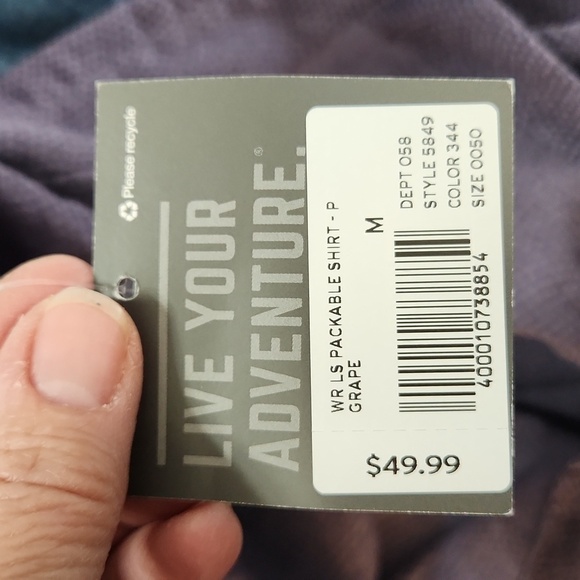 Please recycle
LIVE YOUR
ADVENTURE.®
WR LS PACKABLE SHIRT - P
GRAPE
M
DEPT 058
STYLE 5849
COLOR 344
SIZE 0050
400010738854
$49.99